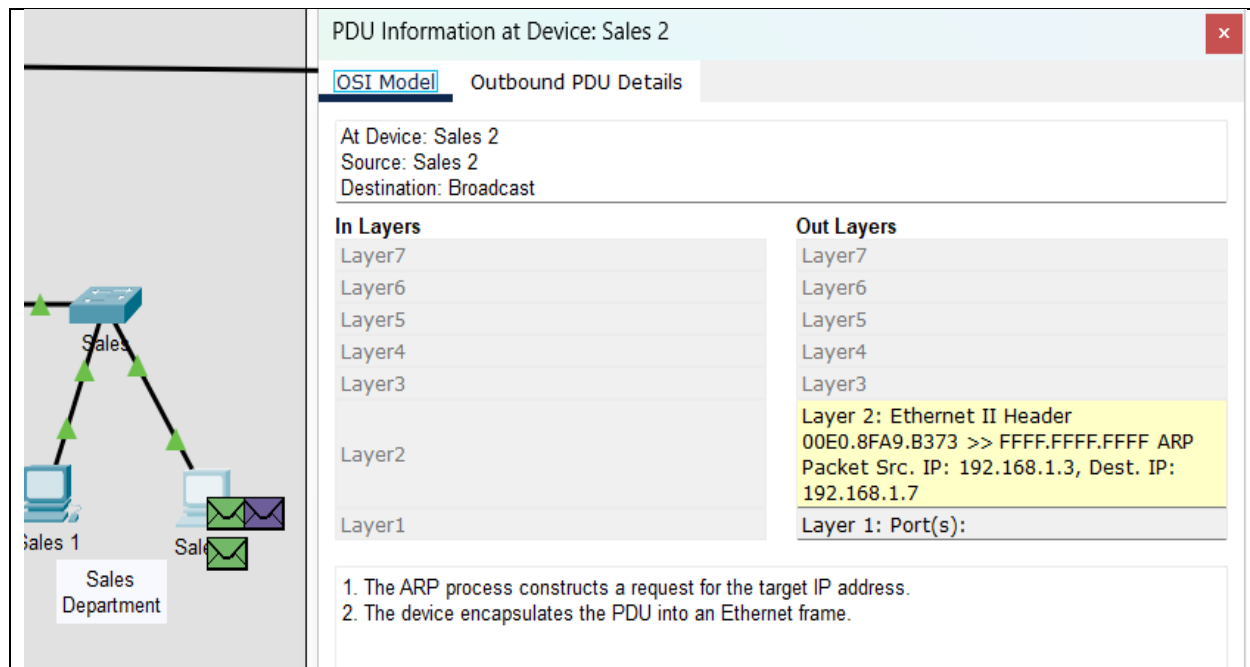 PDU Information at Device: Sales 2
x
OSI Model Outbound PDU Details
At Device: Sales 2
Source: Sales 2
Destination: Broadcast
In Layers
Out Layers
Layer7
Layer7
Layer6
Layer6
Layer5
Layer5
Layer4
Layer4
Layer3
Layer3
Layer2
Layer 2: Ethernet II Header
00E0.8FA9.B373 >> FFFF.FFFF.FFFF ARP
Packet Src. IP: 192.168.1.3, Dest. IP:
192.168.1.7
Layer1
Layer 1: Port(s):
1. The ARP process constructs a request for the target IP address.
2. The device encapsulates the PDU into an Ethernet frame.
Sales
Sales 1
Sales
Department